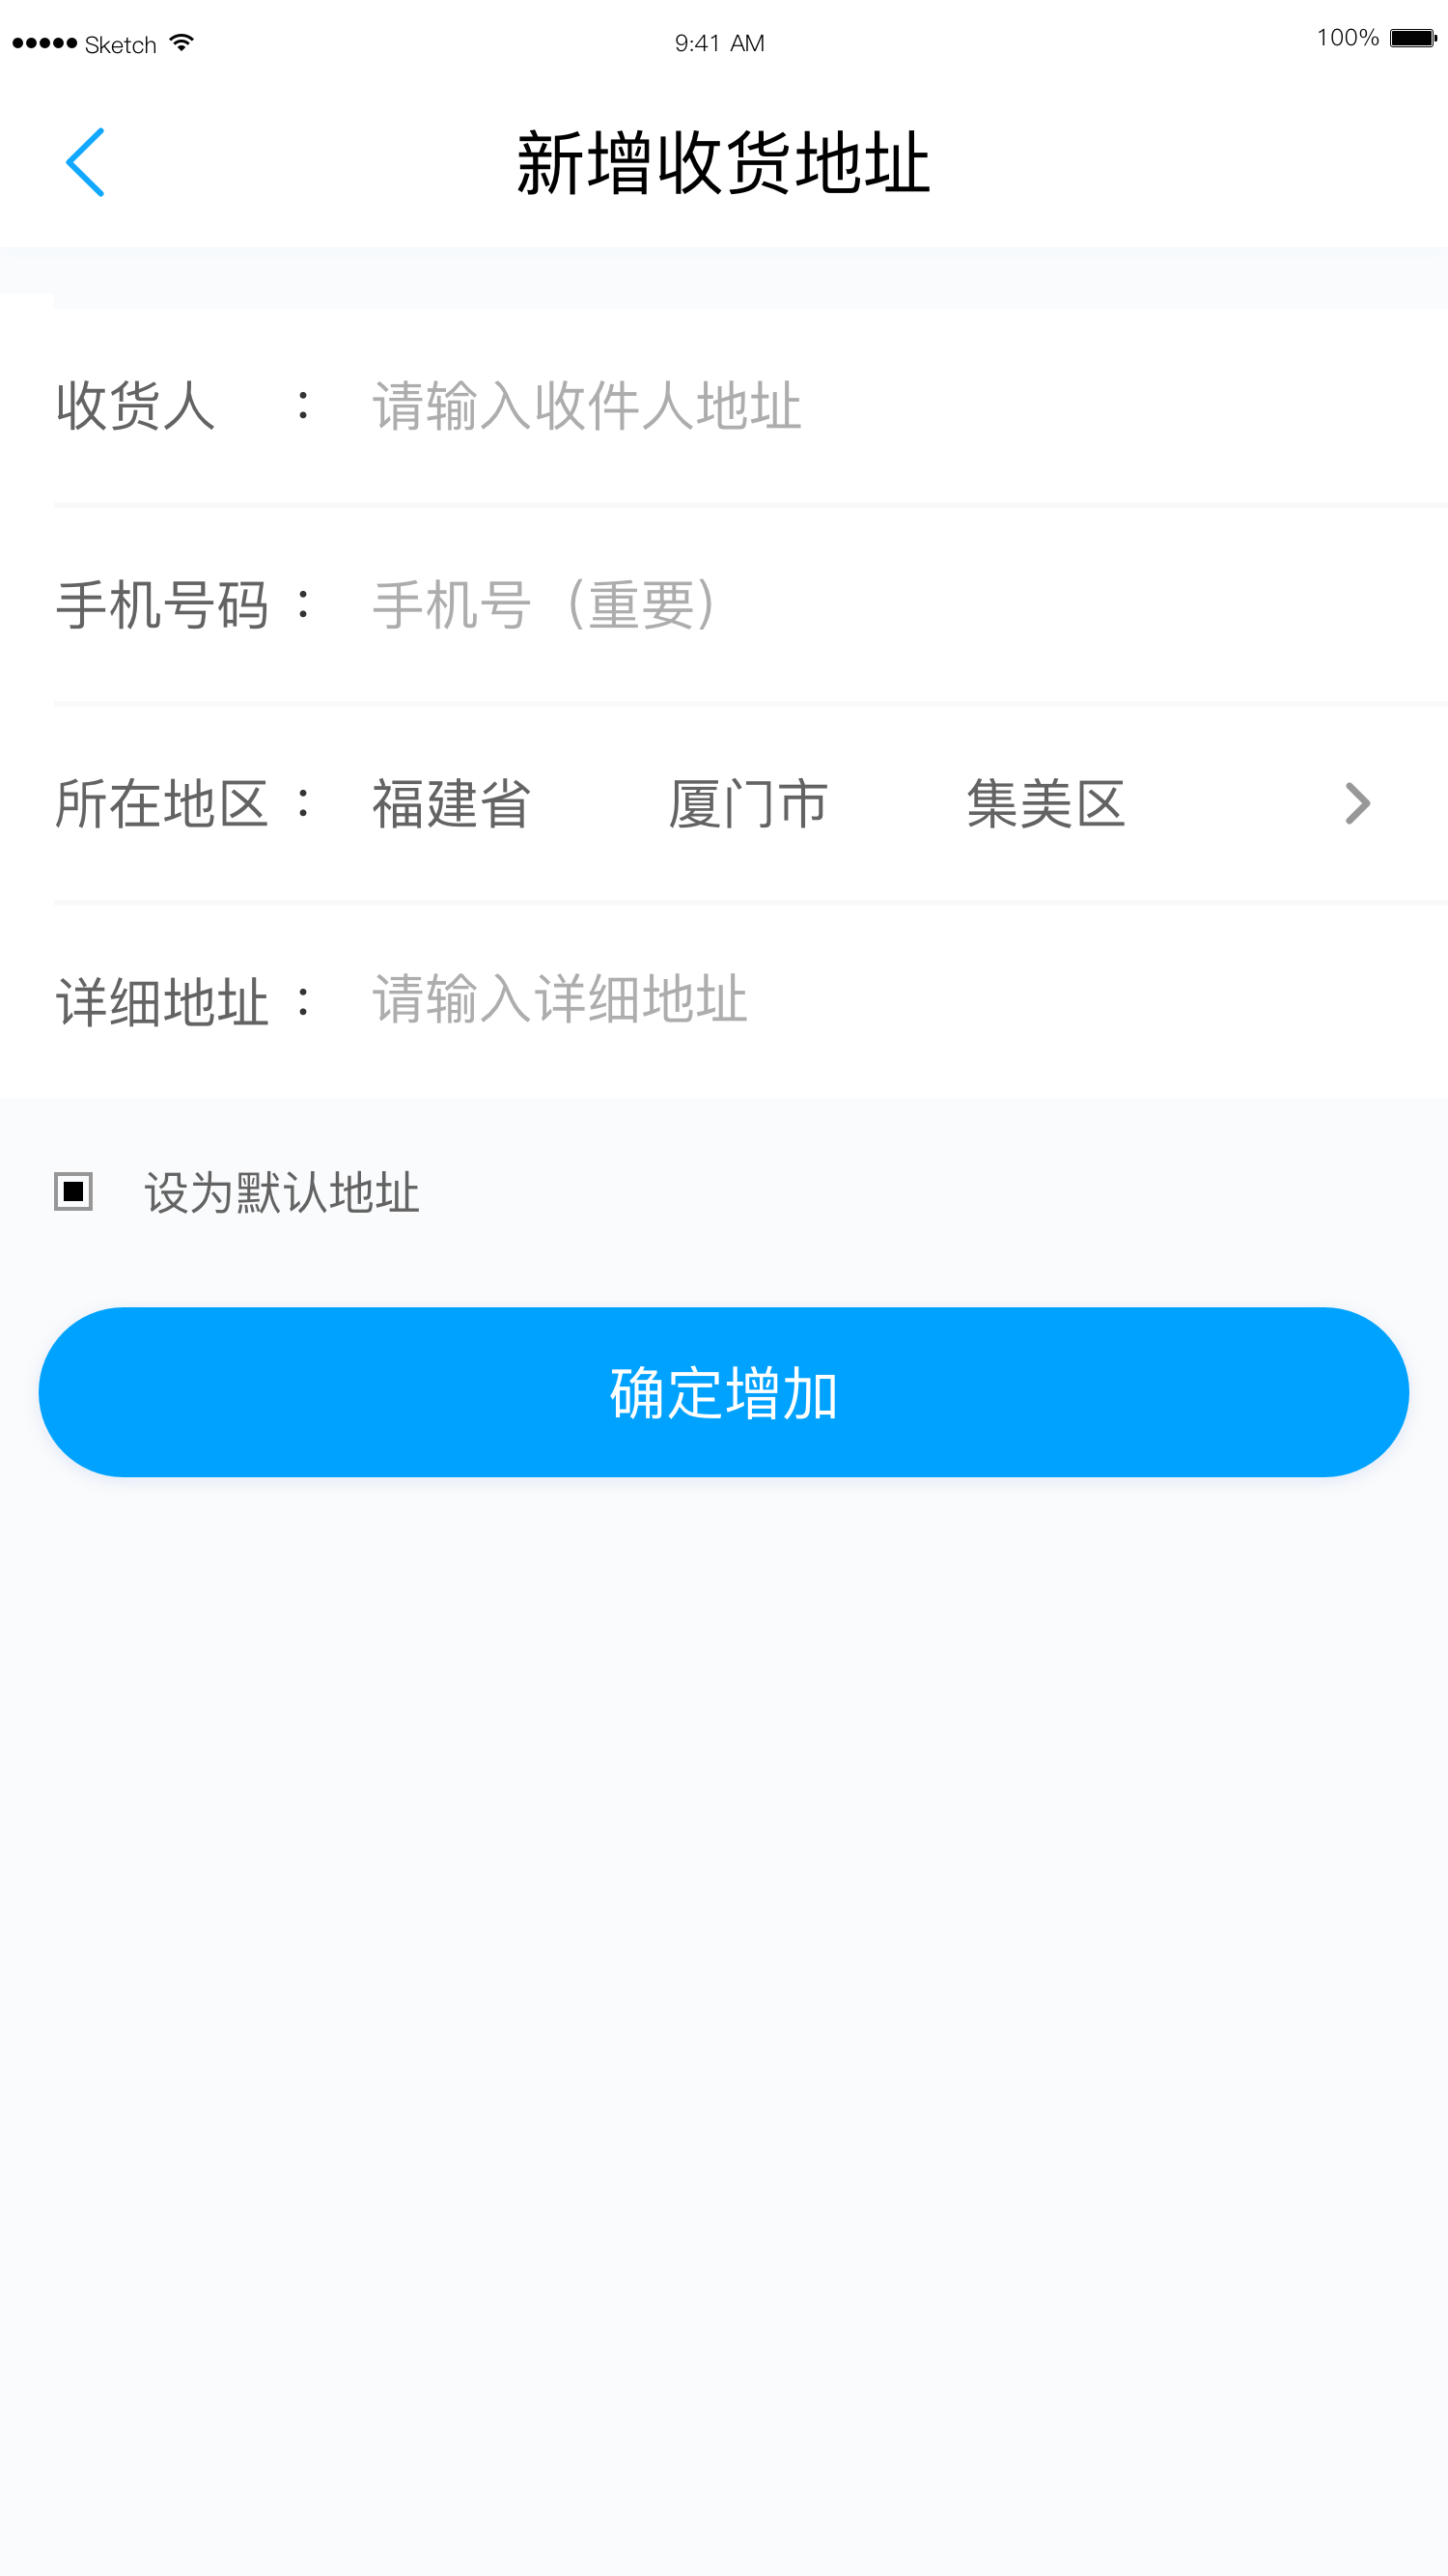 Sketch 9:41 AM 100%
新增收货地址
收货人 : 请输入收件人地址
手机号码 : 手机号（重要）
所在地区 : 福建省 厦门市 集美区
详细地址 : 请输入详细地址
设为默认地址
确定增加